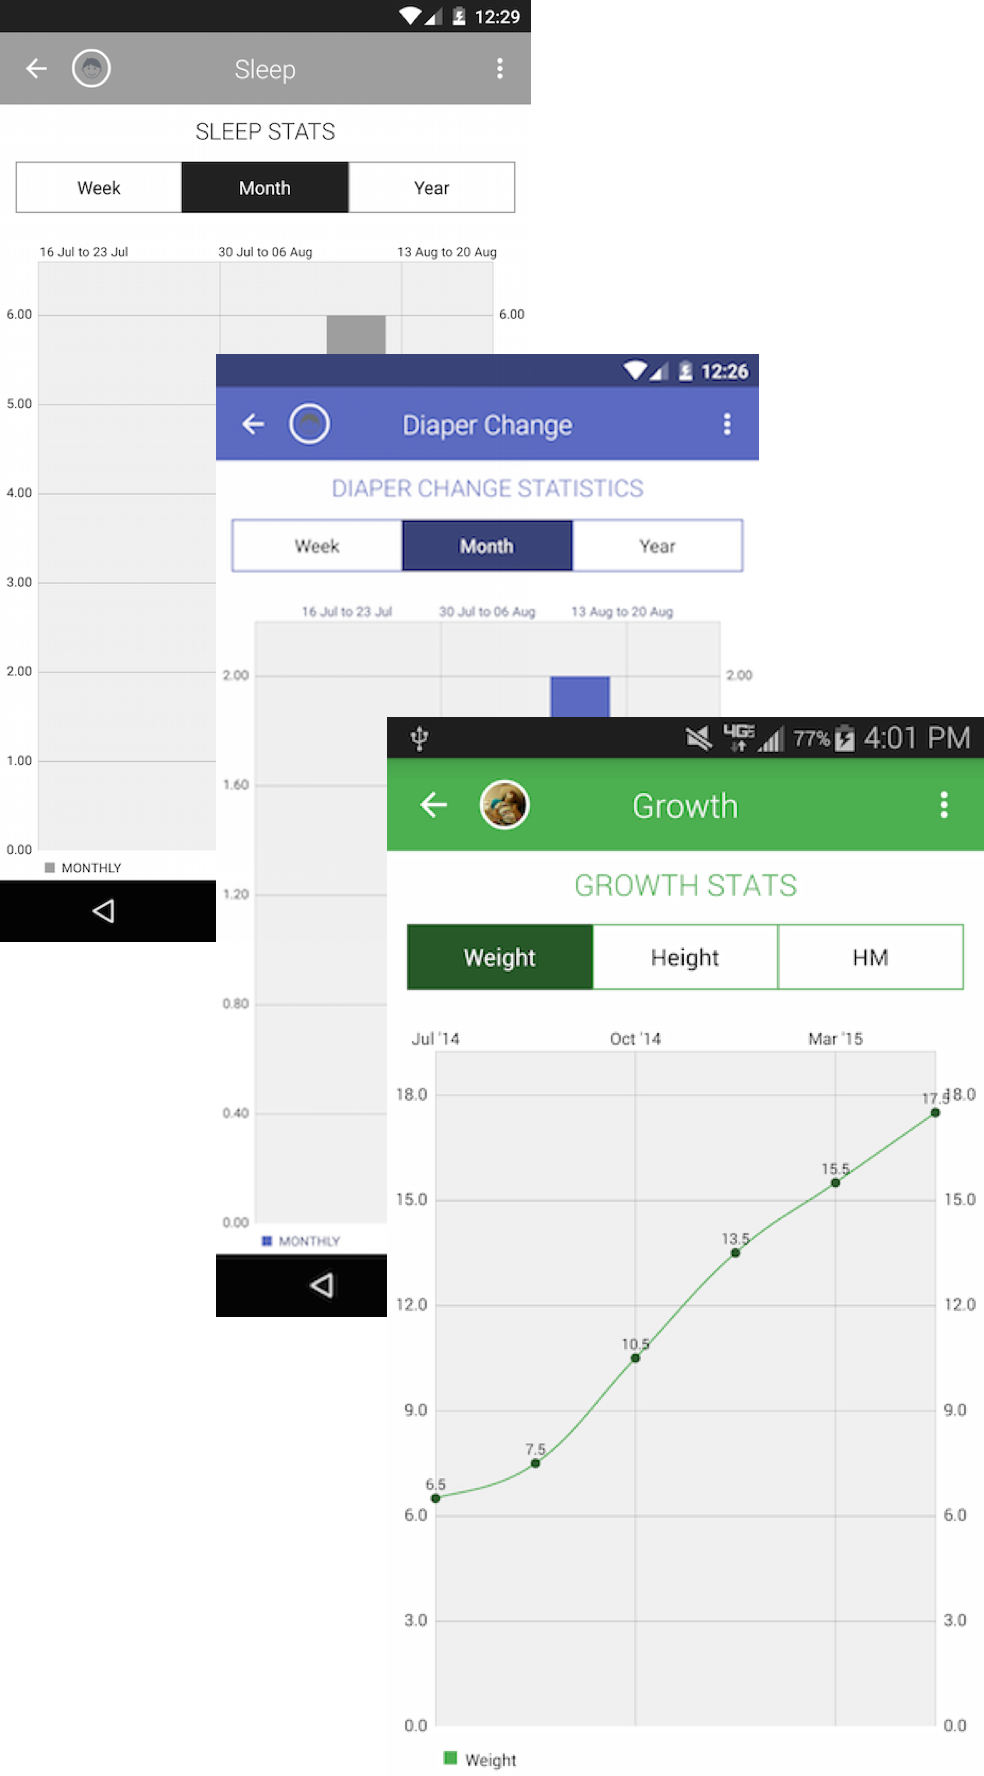 12:29
Sleep
SLEEP STATS
Week Month Year
16 Jul to 23 Jul 30 Jul to 06 Aug 13 Aug to 20 Aug
6.00 6.00
5.00
4.00
3.00
2.00
1.00
0.00
MONTHLY
12:26
Diaper Change
DIAPER CHANGE STATISTICS
Week Month Year
16 Jul to 23 Jul 30 Jul to 06 Aug 13 Aug to 20 Aug
2.00 2.00
1.60
1.20
0.80
0.40
0.00
MONTHLY
4G 77% 4:01 PM
Growth
GROWTH STATS
Weight Height HM
Jul '14 Oct '14 Mar '15
18.0 17.5 18.0
15.5
15.0 15.0
13.5
12.0 12.0
10.5
9.0 9.0
7.5
6.5
6.0 6.0
3.0 3.0
0.0 0.0
Weight